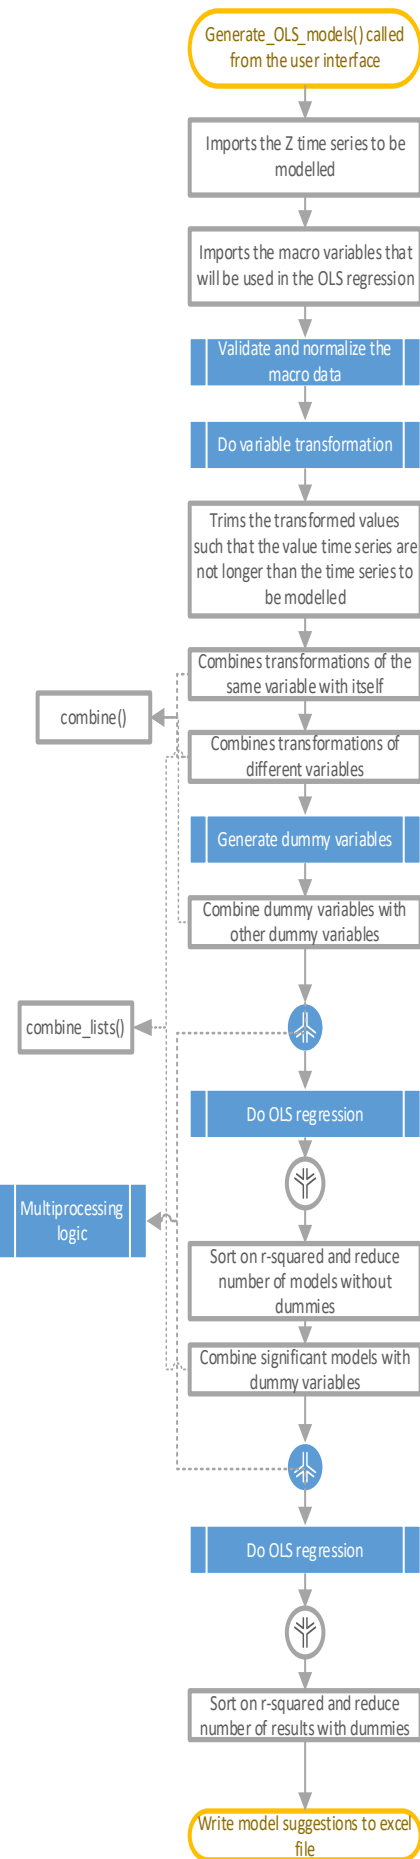 Generate_OLS_models() called
from the user interface
Imports the Z time series to be
modelled
Imports the macro variables that
will be used in the OLS regression
Validate and normalize the
macro data
Do variable transformation
Trims the transformed values
such that the value time series are
not longer than the time series to
be modelled
Combines transformations of the
same variable with itself
combine()
Combines transformations of
different variables
Generate dummy variables
Combine dummy variables with
other dummy variables
combine_lists()
Do OLS regression
Multiprocessing
logic
Sort on r-squared and reduce
number of models without
dummies
Combine significant models with
dummy variables
Do OLS regression
Sort on r-squared and reduce
number of results with dummies
Write model suggestions to excel
file